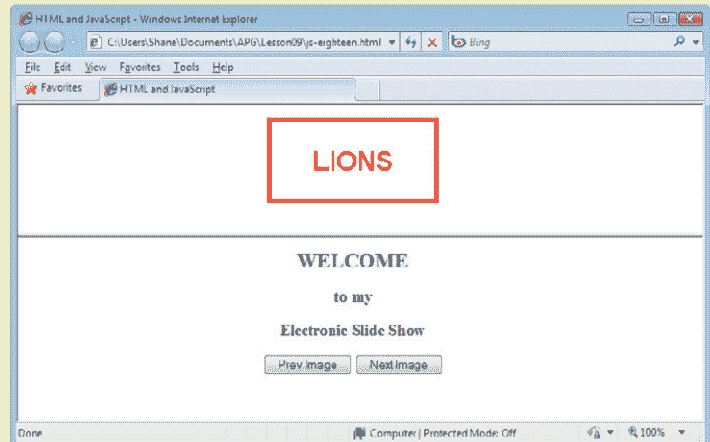 HTML and JavaScript - Windows Internet Explorer
C:\Users\Shane\Documents\APG\Lesson09\js-eighteen.html
Bing
File Edit View Favorites Tools Help
Favorites HTML and JavaScript
LIONS
WELCOME
to my
Electronic Slide Show
Prev Image Next Image
Done Computer | Protected Mode: Off 100%